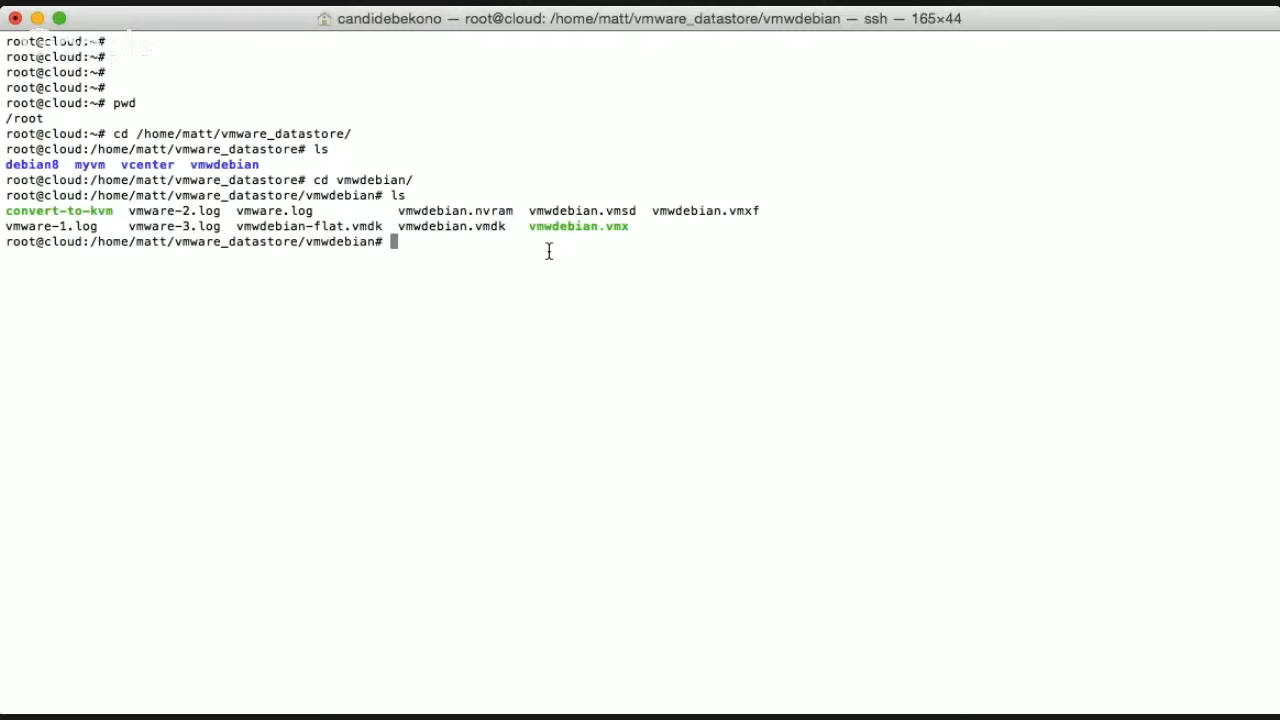 candidebekono — root@cloud: /home/matt/vmware_datastore/vmwdebian — ssh — 165×44
root@cloud:~#
root@cloud:~#
root@cloud:~#
root@cloud:~#
root@cloud:~# pwd
/root
root@cloud:~# cd /home/matt/vmware_datastore/
root@cloud:/home/matt/vmware_datastore# ls
debian8  myvm  vcenter  vmwdebian
root@cloud:/home/matt/vmware_datastore# cd vmwdebian/
root@cloud:/home/matt/vmware_datastore/vmwdebian# ls
convert-to-kvm  vmware-2.log  vmware.log           vmwdebian.nvram  vmwdebian.vmsd  vmwdebian.vmxf
vmware-1.log    vmware-3.log  vmwdebian-flat.vmdk  vmwdebian.vmdk   vmwdebian.vmx
root@cloud:/home/matt/vmware_datastore/vmwdebian#